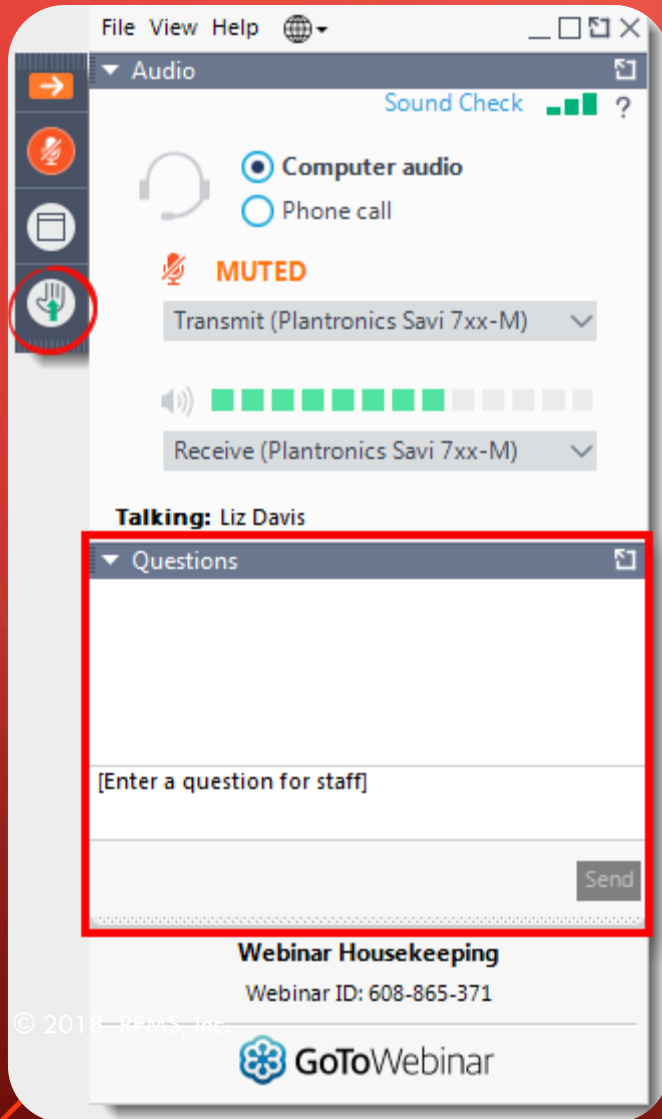 File View Help
Audio
Sound Check ?
Computer audio
Phone call
MUTED
Transmit (Plantronics Savi 7xx-M)
Receive (Plantronics Savi 7xx-M)
Talking: Liz Davis
Questions
[Enter a question for staff]
Send
Webinar Housekeeping
Webinar ID: 608-865-371
© 2018 RFMS, Inc.
GoToWebinar